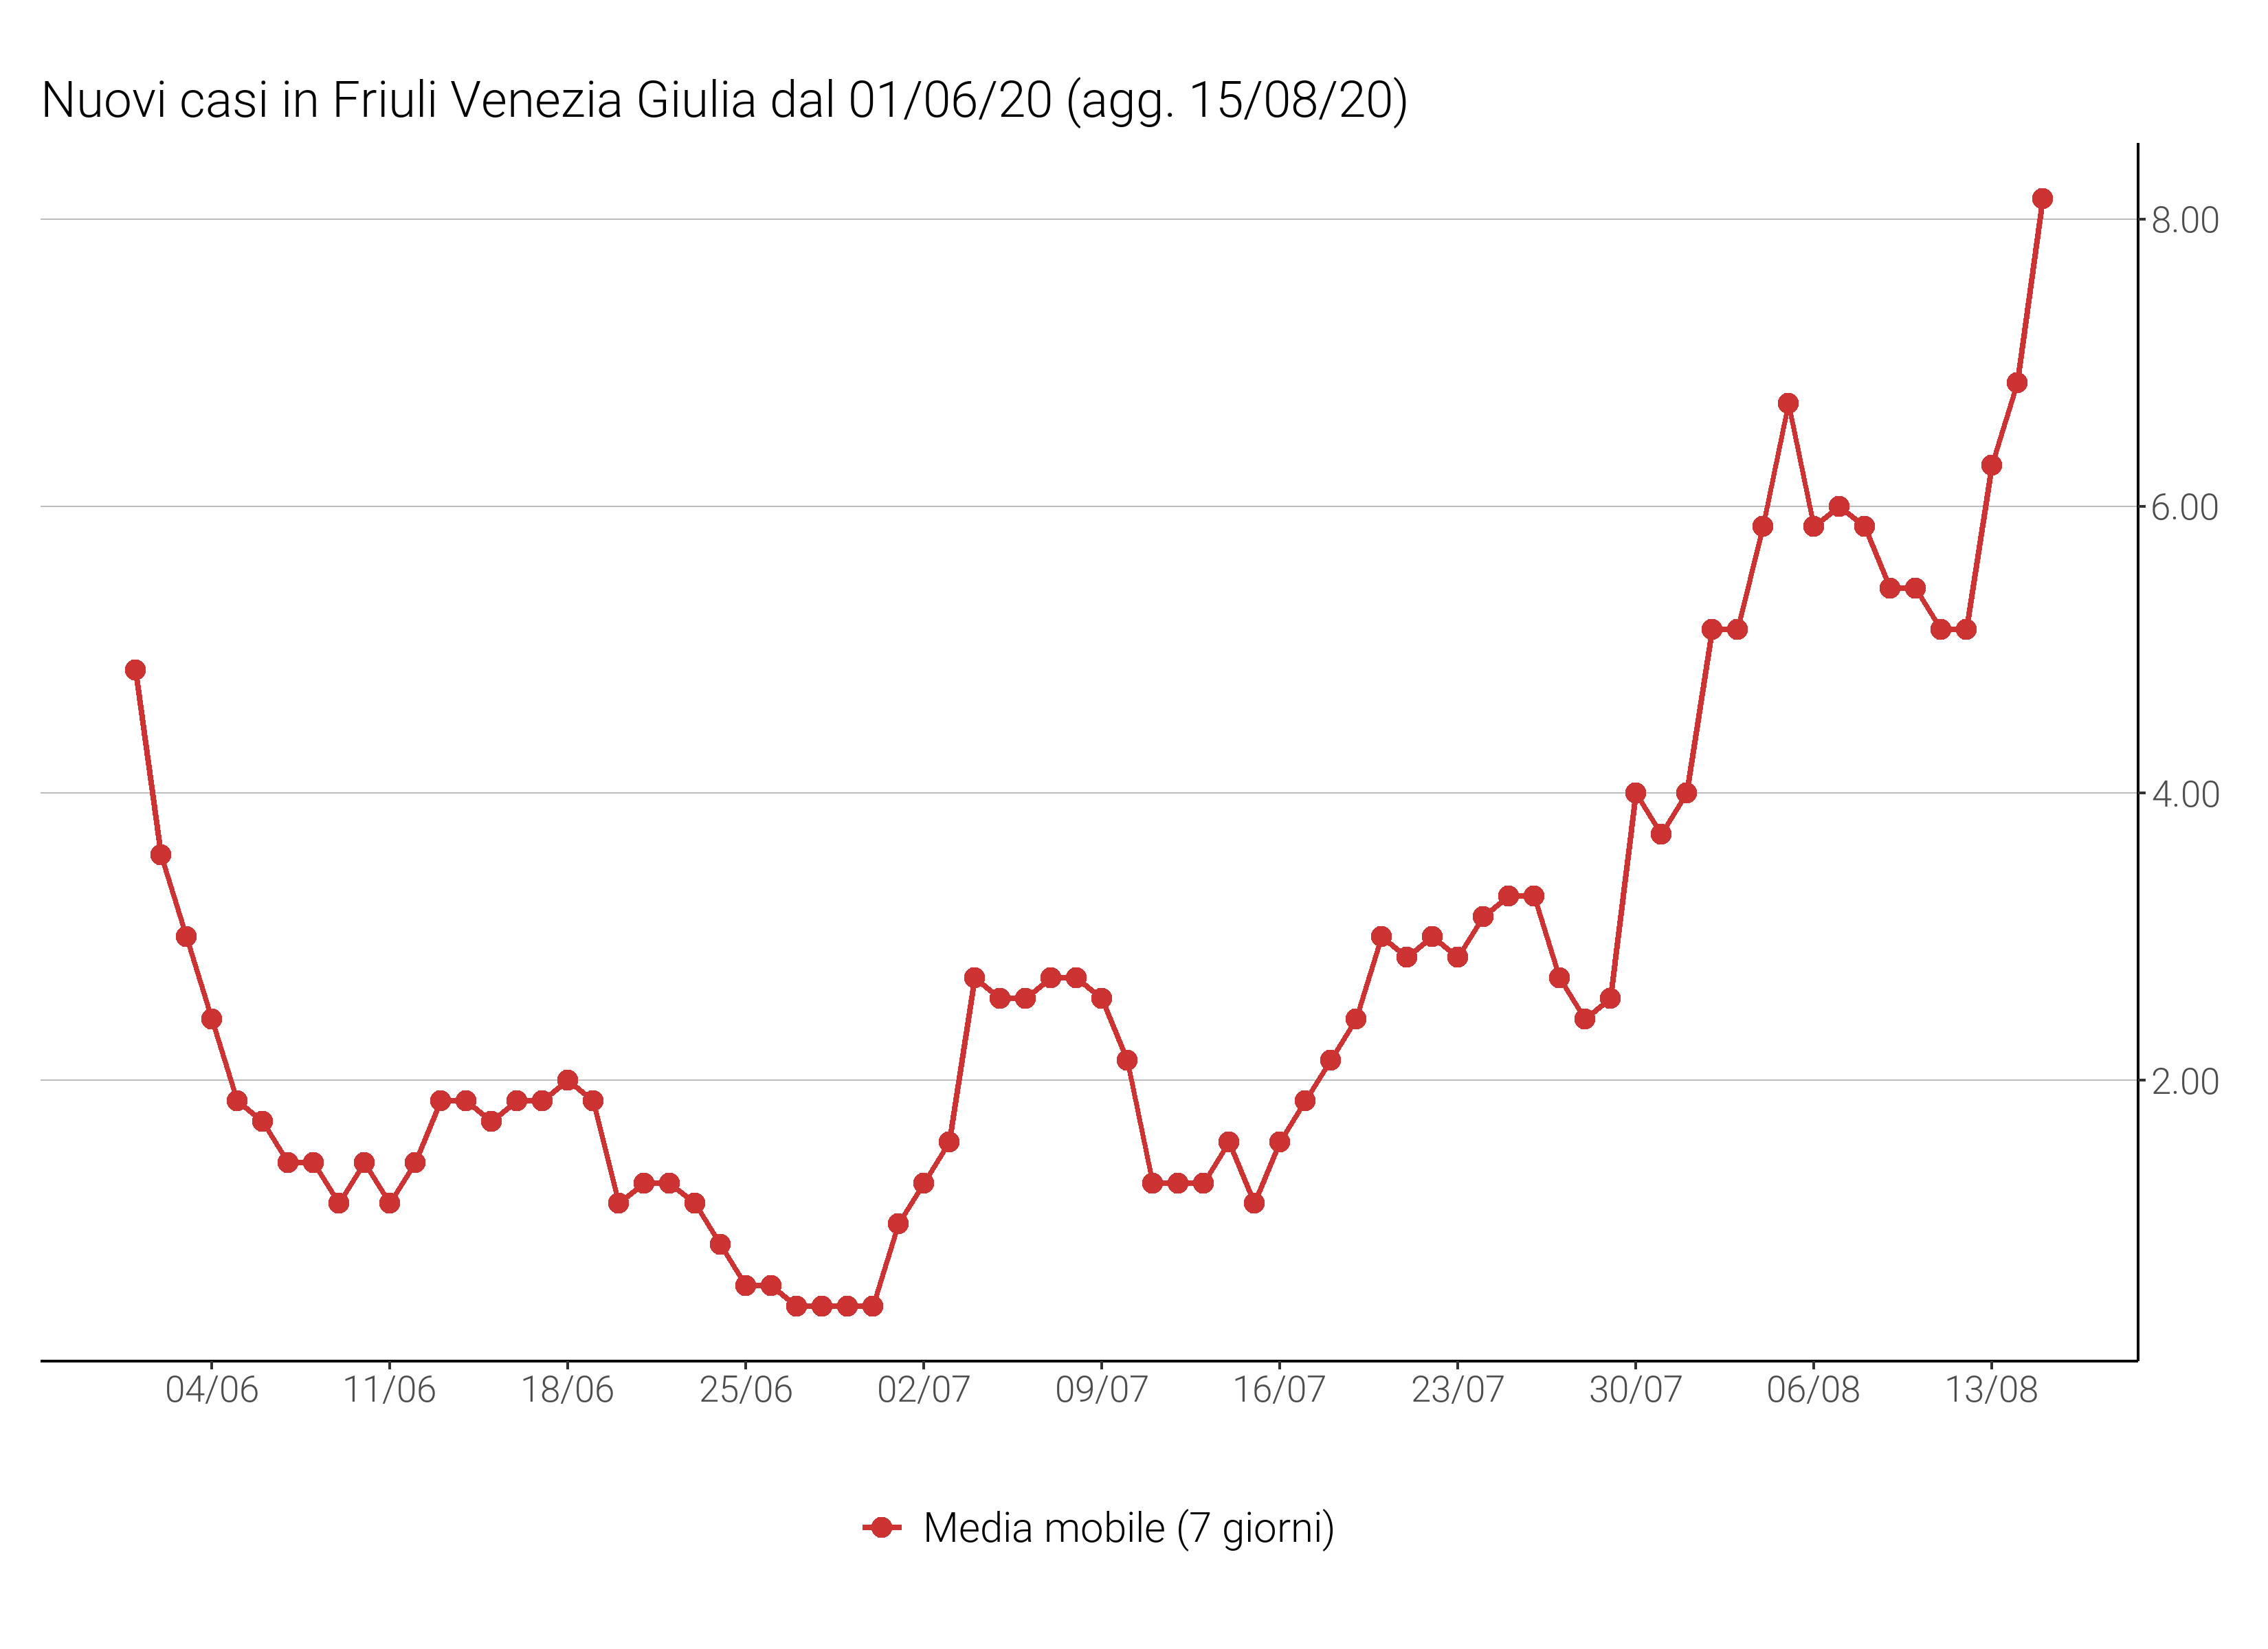 Nuovi casi in Friuli Venezia Giulia dal 01/06/20 (agg. 15/08/20)
8.00
6.00
4.00
2.00
04/06 11/06 18/06 25/06 02/07 09/07 16/07 23/07 30/07 06/08 13/08
Media mobile (7 giorni)